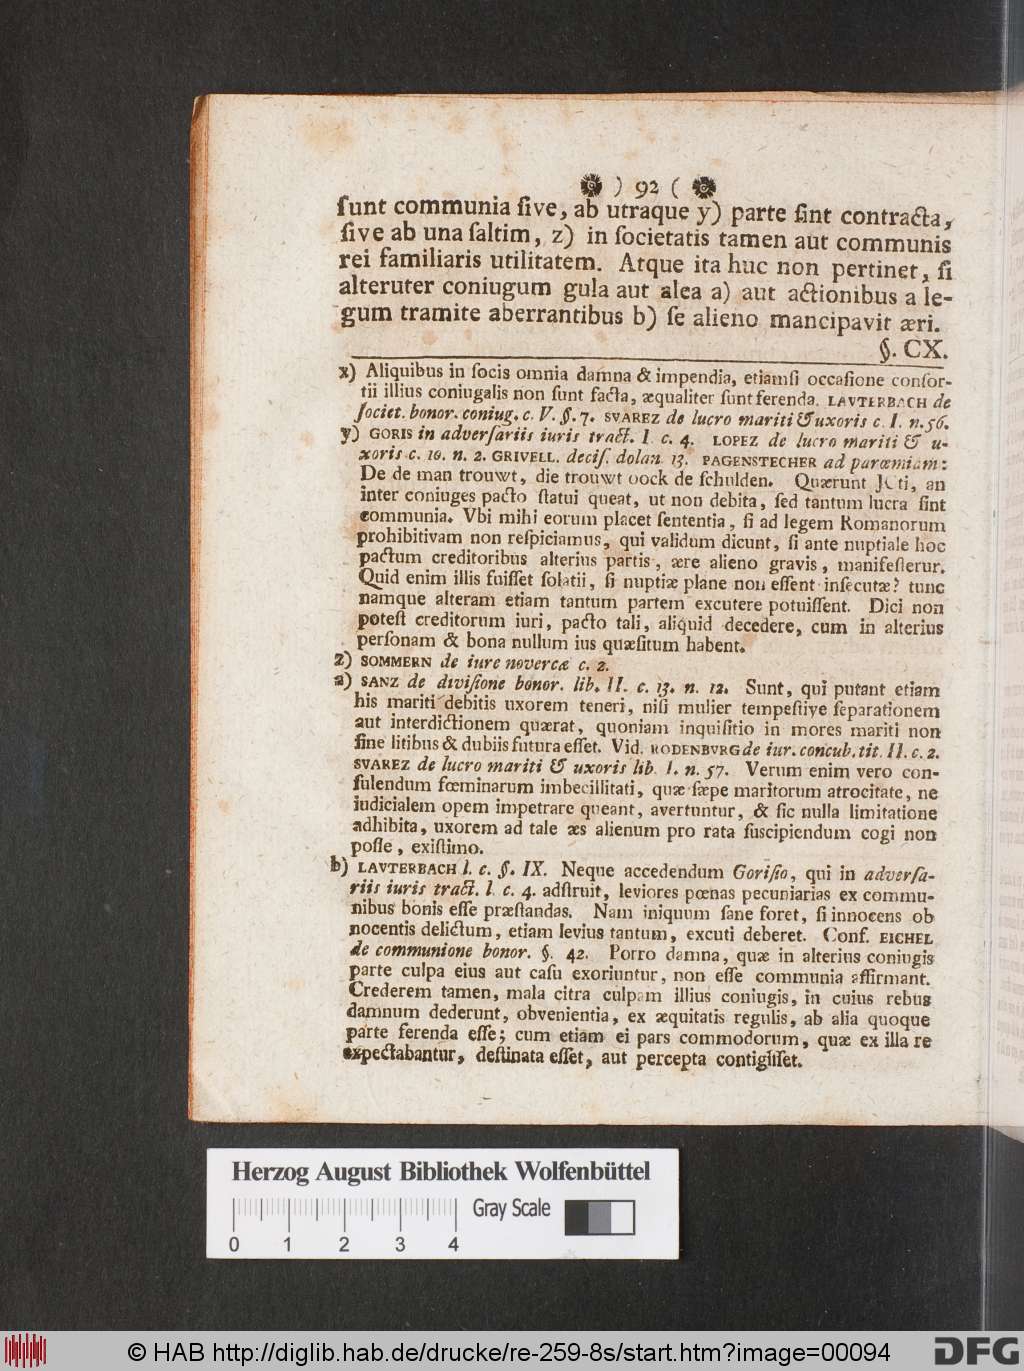 ) 92 (
ſunt communia ſive, ab utraque y) parte ſint contracta,
ſive ab una ſaltim, z) in ſocietatis tamen aut communis
rei familiaris utilitatem. Atque ita huc non pertinet, ſi
alteruter coniugum gula aut alea a) aut actionibus a le-
gum tramite aberrantibus b) ſe alieno mancipavit æri.
§. CX.
x) Aliquibus in ſocis omnia damna & impendia, etiamſi occaſione conſor-
tii illius coniugalis non ſunt facta, æqualiter ſunt ferenda. LAVTERBACH de
ſociet. bonor. coniug. c. V. §. 7. SVAREZ de lucro mariti & uxoris c. I. n. 56.
y) GORIS in adverſariis iuris tract. I. c. 4. LOPEZ de lucro mariti & u-
xoris c. 10. n. 2. GRIVELL. deciſ. dolan. 13. PAGENSTECHER ad parœmiam:
De de man trouwt, die trouwt oock de ſchulden. Quærunt JCti, an
inter coniuges pacto ſtatui queat, ut non debita, ſed tantum lucra ſint
communia. Vbi mihi eorum placet ſententia, ſi ad legem Romanorum
prohibitivam non reſpiciamus, qui validum dicunt, ſi ante nuptiale hoc
pactum creditoribus alterius partis, ære alieno gravis, manifeſtetur.
Quid enim illis fuiſſet ſolatii, ſi nuptiæ plane non eſſent inſecutæ? tunc
namque alteram etiam tantum partem excutere potuiſſent. Dici non
poteſt creditorum iuri, pacto tali, aliquid decedere, cum in alterius
perſonam & bona nullum ius quæſitum habent.
z) SOMMERN de iure novercæ c. 2.
a) SANZ de diviſione bonor. lib. II. c. 13. n. 12. Sunt, qui putant etiam
his mariti debitis uxorem teneri, niſi mulier tempeſtive ſeparationem
aut interdictionem quærat, quoniam inquiſitio in mores mariti non
ſine litibus & dubiis futura eſſet. Vid. RODENBVRG de iur. concub. tit. II. c. 2.
SVAREZ de lucro mariti & uxoris lib. I. n. 57. Verum enim vero con-
ſulendum fœminarum imbecillitati, quæ ſæpe maritorum atrocitate, ne
iudicialem opem impetrare queant, avertuntur, & ſic nulla limitatione
adhibita, uxorem ad tale æs alienum pro rata ſuscipiendum cogi non
poſſe, exiſtimo.
b) LAVTERBACH l. c. §. IX. Neque accedendum Goriſio, qui in adverſa-
riis iuris tract. I. c. 4. adſtruit, leviores pœnas pecuniarias ex commu-
nibus bonis eſſe præſtandas. Nam iniquum ſane foret, ſi innocens ob
nocentis delictum, etiam levius tantum, excuti deberet. Conf. EICHEL
de communione bonor. §. 42. Porro damna, quæ in alterius coniugis
parte culpa eius aut caſu exoriuntur, non eſſe communia affirmant.
Crederem tamen, mala citra culpam illius coniugis, in cuius rebus
damnum dederunt, obvenientia, ex æquitatis regulis, ab alia quoque
parte ferenda eſſe; cum etiam ei pars commodorum, quæ ex illa re
expectabantur, deſtinata eſſet, aut percepta contigiſſet.
Herzog August Bibliothek Wolfenbüttel
Gray Scale
0 1 2 3 4
© HAB http://diglib.hab.de/drucke/re-259-8s/start.htm?image=00094
DFG